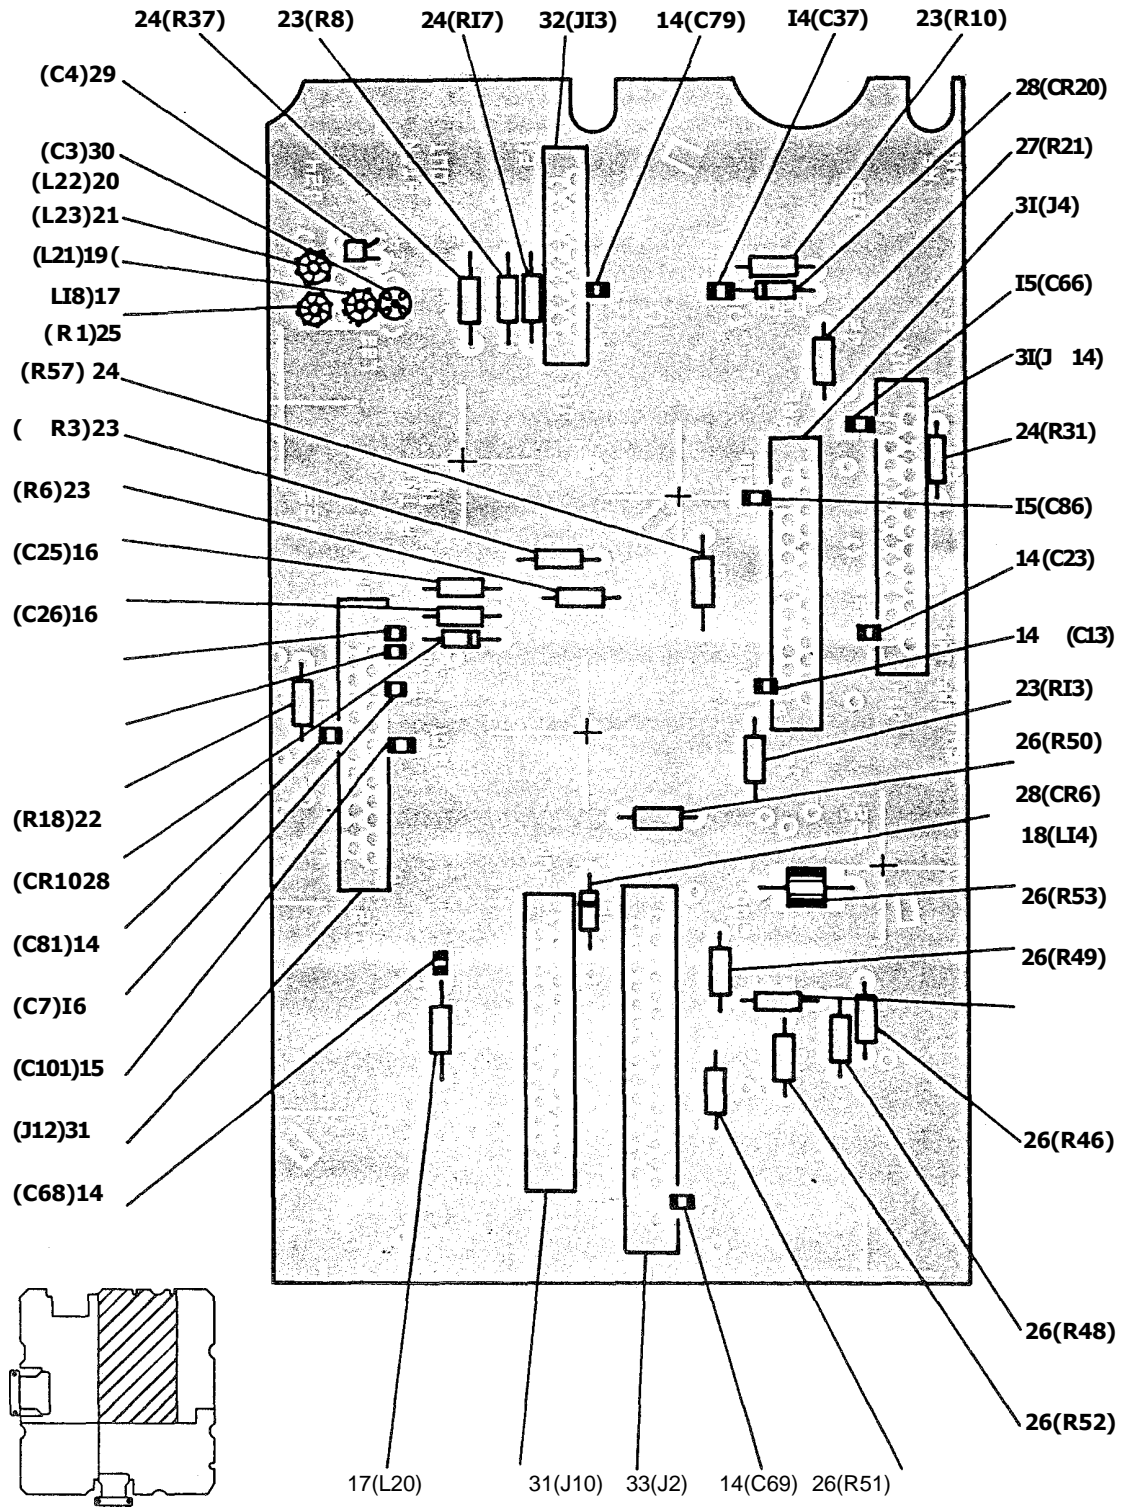 24(R37)
23(R8)
24(RI7)
32(JI3)
14(C79)
I4(C37)
23(R10)
(C4)29
(C3)30
(L22)20
(L23)21
(L21)19 (
LI8)17
(R 1)25
(R57) 24
( R3)23
(R6)23
(C25)16
(C26)16
(R18)22
(CR1028
(C81)14
(C7)I6
(C101)15
(J12)31
(C68)14
28(CR20)
27(R21)
3I(J4)
I5(C66)
3I(J 14)
24(R31)
I5(C86)
14 (C23)
14 (C13)
23(RI3)
26(R50)
28(CR6)
18(LI4)
26(R53)
26(R49)
26(R46)
26(R48)
26(R52)
17(L20)
31(J10)
33(J2)
14(C69)
26(R51)